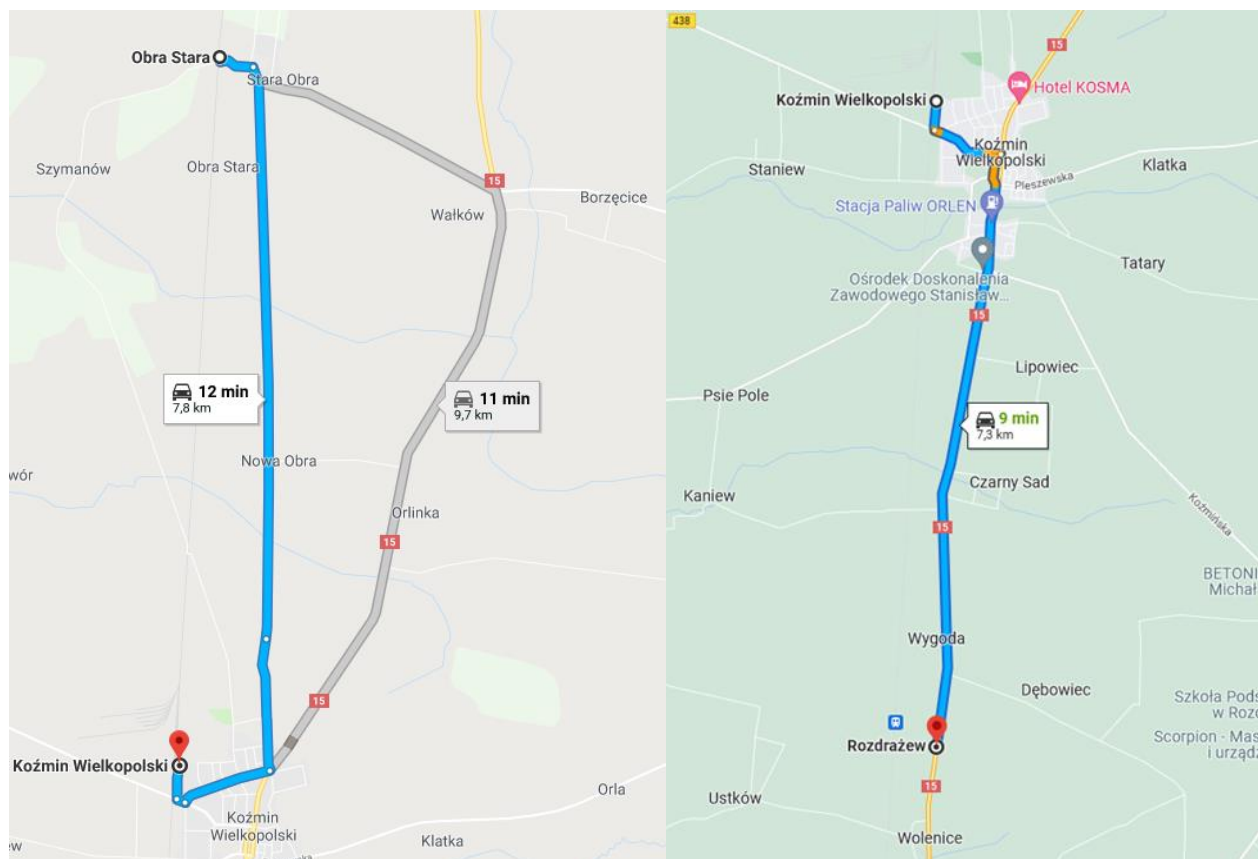 Obra Stara
Stara Obra
Szymanów
Obra Stara
15
Borzęcice
Wałków
12 min
7,8 km
11 min
9,7 km
wór
Nowa Obra
Orlinka
15
15
Koźmin Wielkopolski
Orla
Koźmin
Wielkopolski
Klatka
ew
438
15
Hotel KOSMA
Koźmin Wielkopolski
Koźmin
Wielkopolski
Klatka
Staniew
Pleszewska
Stacja Paliw ORLEN
Tatary
Ośrodek Doskonalenia
Zawodowego Stanisław...
15
Lipowiec
Psie Pole
9 min
7,3 km
Czarny Sad
Kaniew
Koźmińska
15
BETONI
Michał
Wygoda
Dębowiec
Szkoła Pods
w Rozd
Rozdrażew
Scorpion - Mas
i urządz
15
Ustków
Wolenice